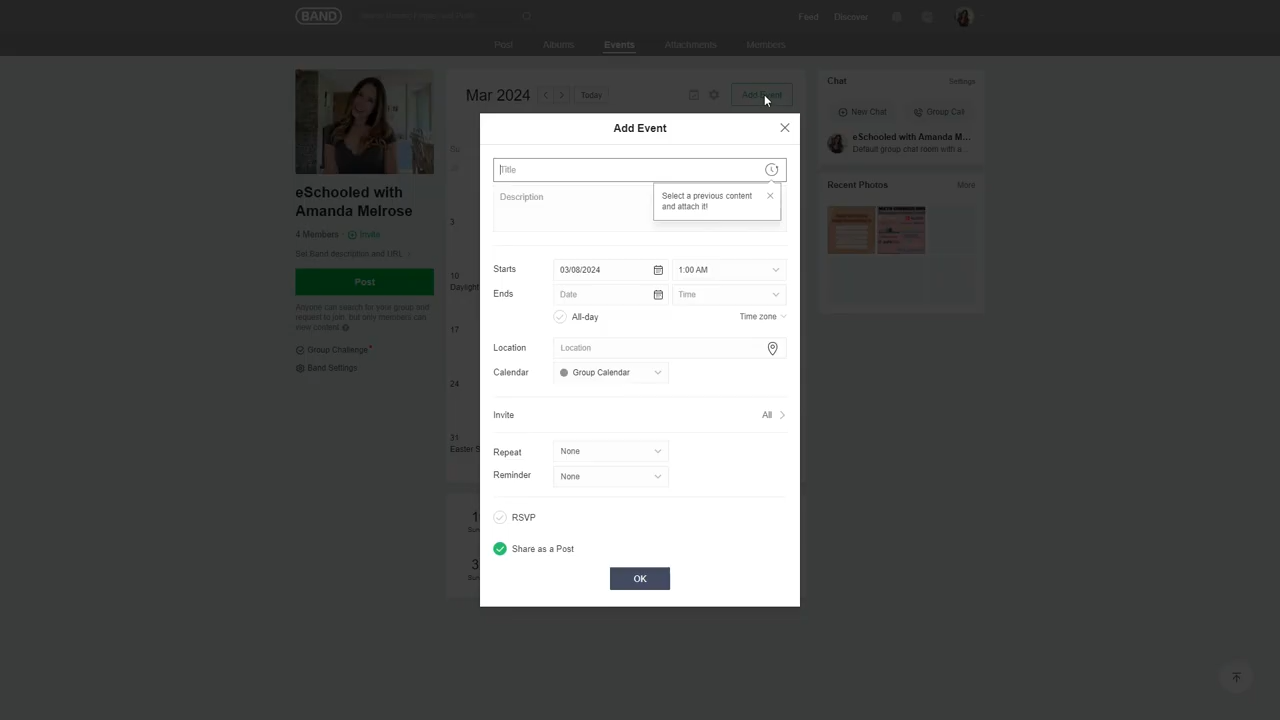 BAND
Feed
Discover
Post
Albums
Events
Attachments
Members
Mar 2024
Today
Add Event
Chat
Settings
New Chat
Group Call
eSchooled with Amanda M...
Default group chat room with a...
Recent Photos
More
eSchooled with
Amanda Melrose
4 Members · Invite
Set Band description and URL
Post
Anyone can search for your group and
request to join, but only members can
view content.
Group Challenge
Band Settings
3
10
Daylight
17
24
31
Easter S
Add Event
Title
Description
Select a previous content
and attach it!
Starts
03/08/2024
1:00 AM
Ends
Date
Time
All-day
Time zone
Location
Location
Calendar
Group Calendar
Invite
All
Repeat
None
Reminder
None
RSVP
Share as a Post
OK